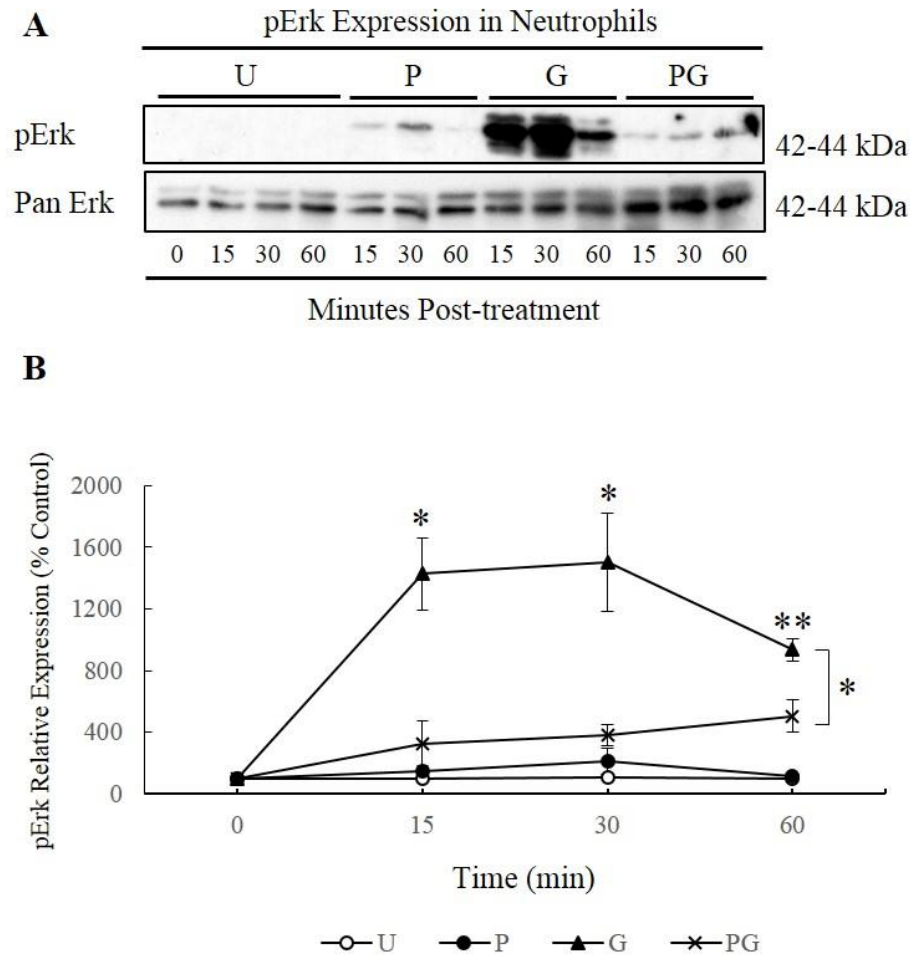 A
pErk Expression in Neutrophils
U P G PG
pErk 42-44 kDa
Pan Erk 42-44 kDa
0 15 30 60 15 30 60 15 30 60 15 30 60
Minutes Post-treatment
B
pErk Relative Expression (% Control)
2000
1600
1200
800
400
0
* * ** *
0 15 30 60
Time (min)
U P G PG